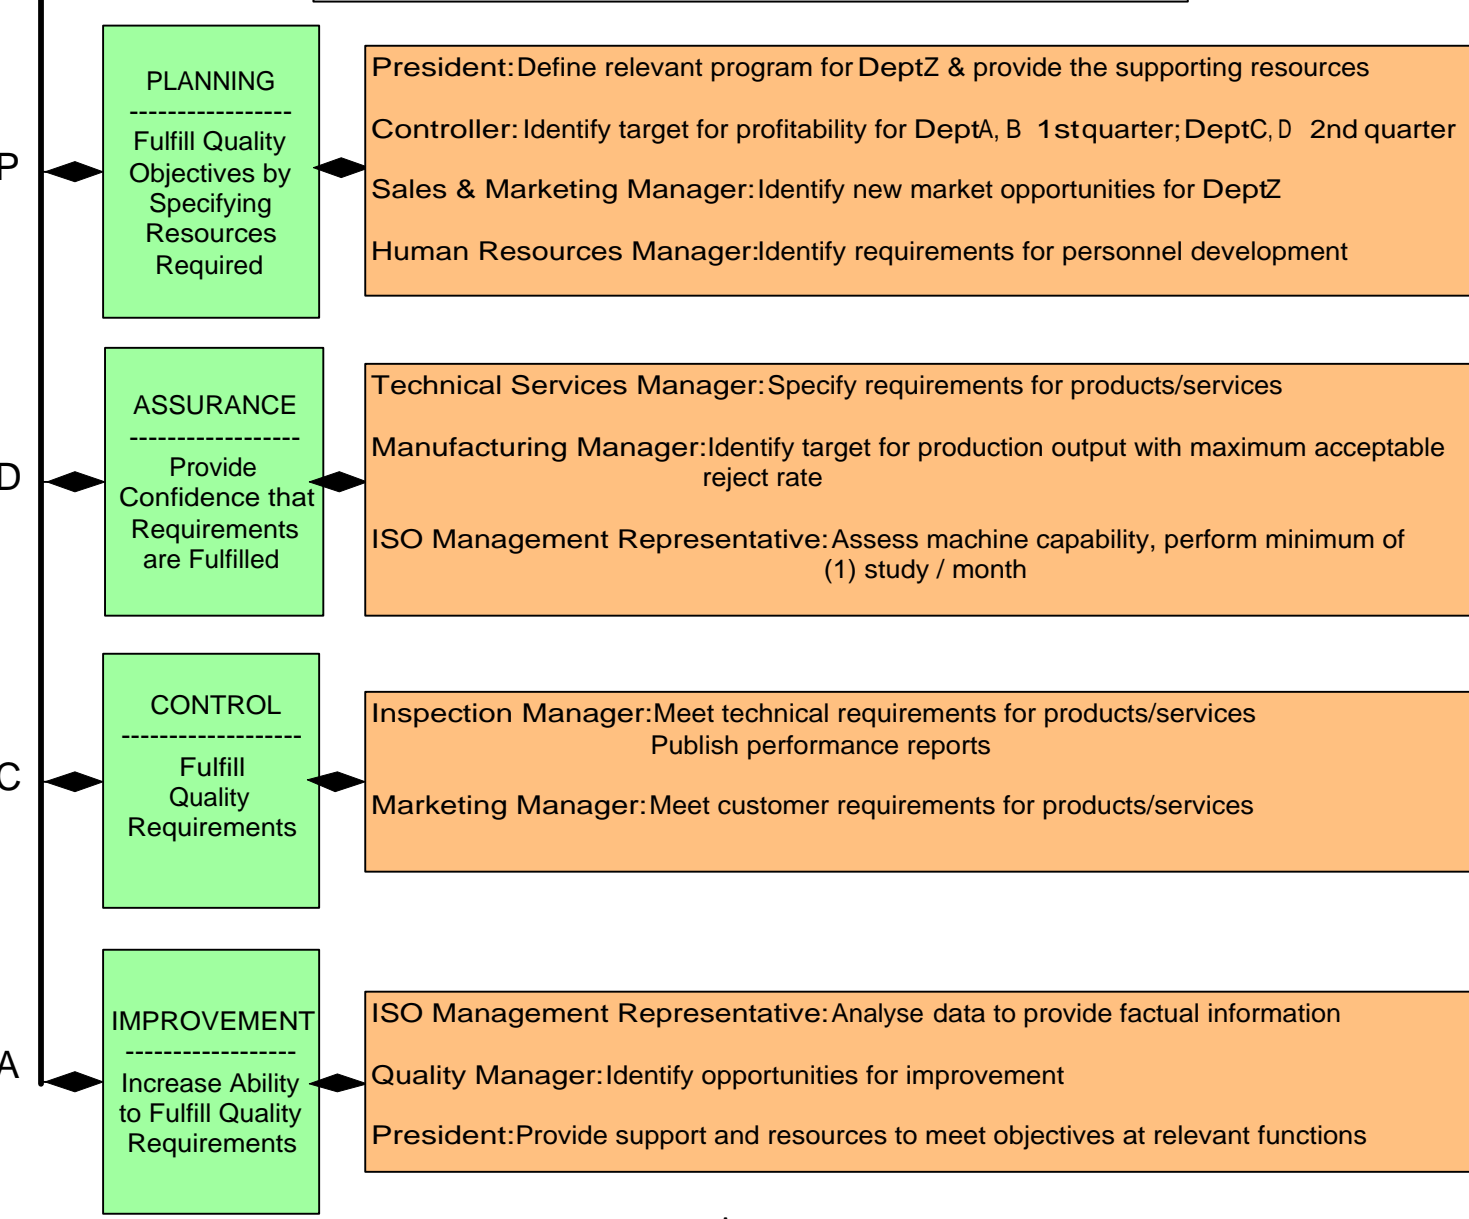 P
PLANNING
-----------------
Fulfill Quality
Objectives by
Specifying
Resources
Required
President: Define relevant program for Dept Z & provide the supporting resources
Controller: Identify target for profitability for Dept A, B 1st quarter; Dept C, D 2nd quarter
Sales & Marketing Manager: Identify new market opportunities for Dept Z
Human Resources Manager: Identify requirements for personnel development
D
ASSURANCE
------------------
Provide
Confidence that
Requirements
are Fulfilled
Technical Services Manager: Specify requirements for products/services
Manufacturing Manager: Identify target for production output with maximum acceptable
reject rate
ISO Management Representative: Assess machine capability, perform minimum of
(1) study / month
C
CONTROL
-------------------
Fulfill
Quality
Requirements
Inspection Manager: Meet technical requirements for products/services
Publish performance reports
Marketing Manager: Meet customer requirements for products/services
A
IMPROVEMENT
------------------
Increase Ability
to Fulfill Quality
Requirements
ISO Management Representative: Analyse data to provide factual information
Quality Manager: Identify opportunities for improvement
President: Provide support and resources to meet objectives at relevant functions